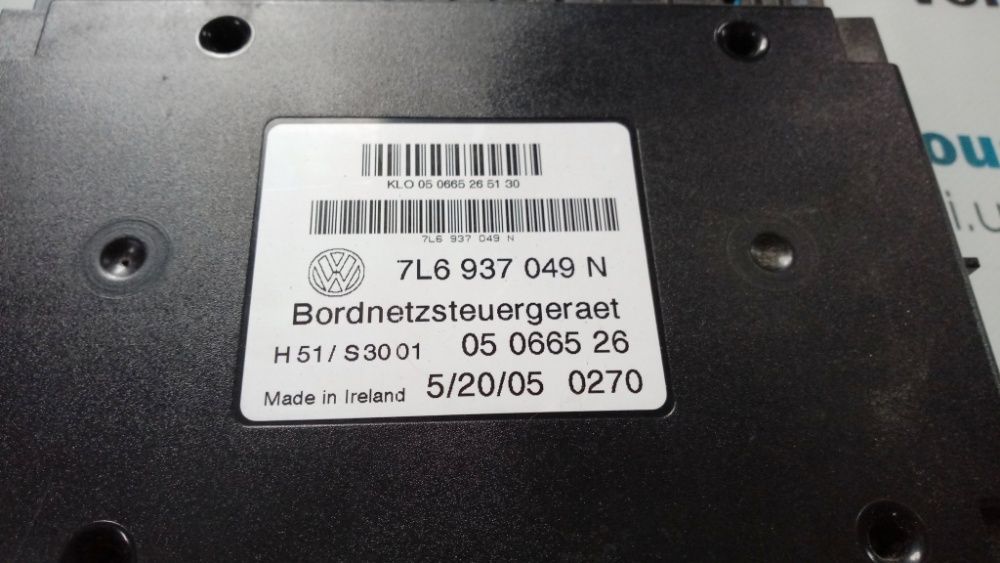 KLO 05 0665 26 51 30
7L6 937 049 N
7L6 937 049 N
Bordnetzsteuergeraet
H 51 / S30 01 05 0665 26
Made in Ireland 5/20/05 0270